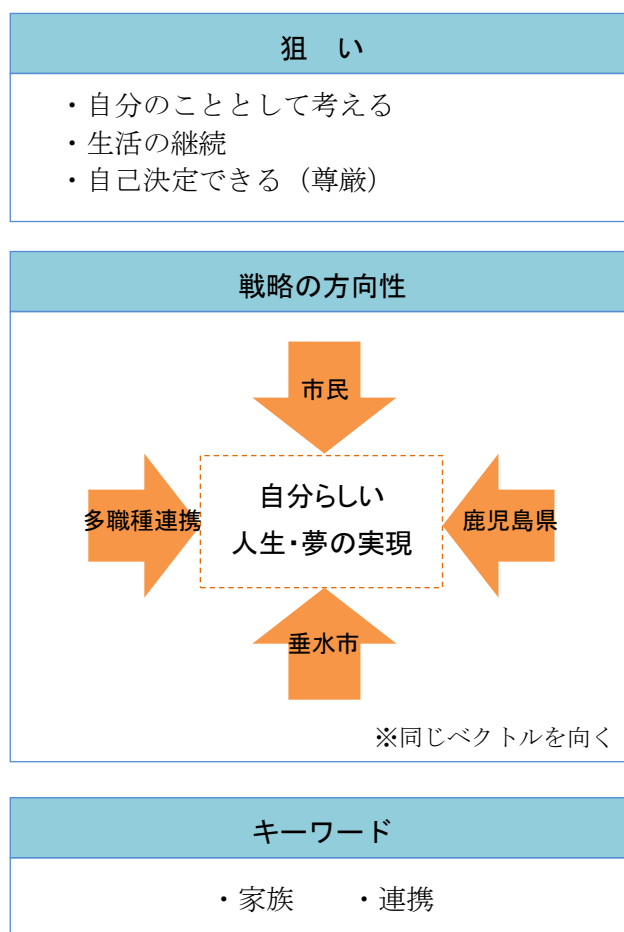 狙　い
・自分のこととして考える
・生活の継続
・自己決定できる（尊厳）
戦略の方向性
市民
多職種連携
自分らしい
人生・夢の実現
鹿児島県
垂水市
※同じベクトルを向く
キーワード
・家族　　・連携